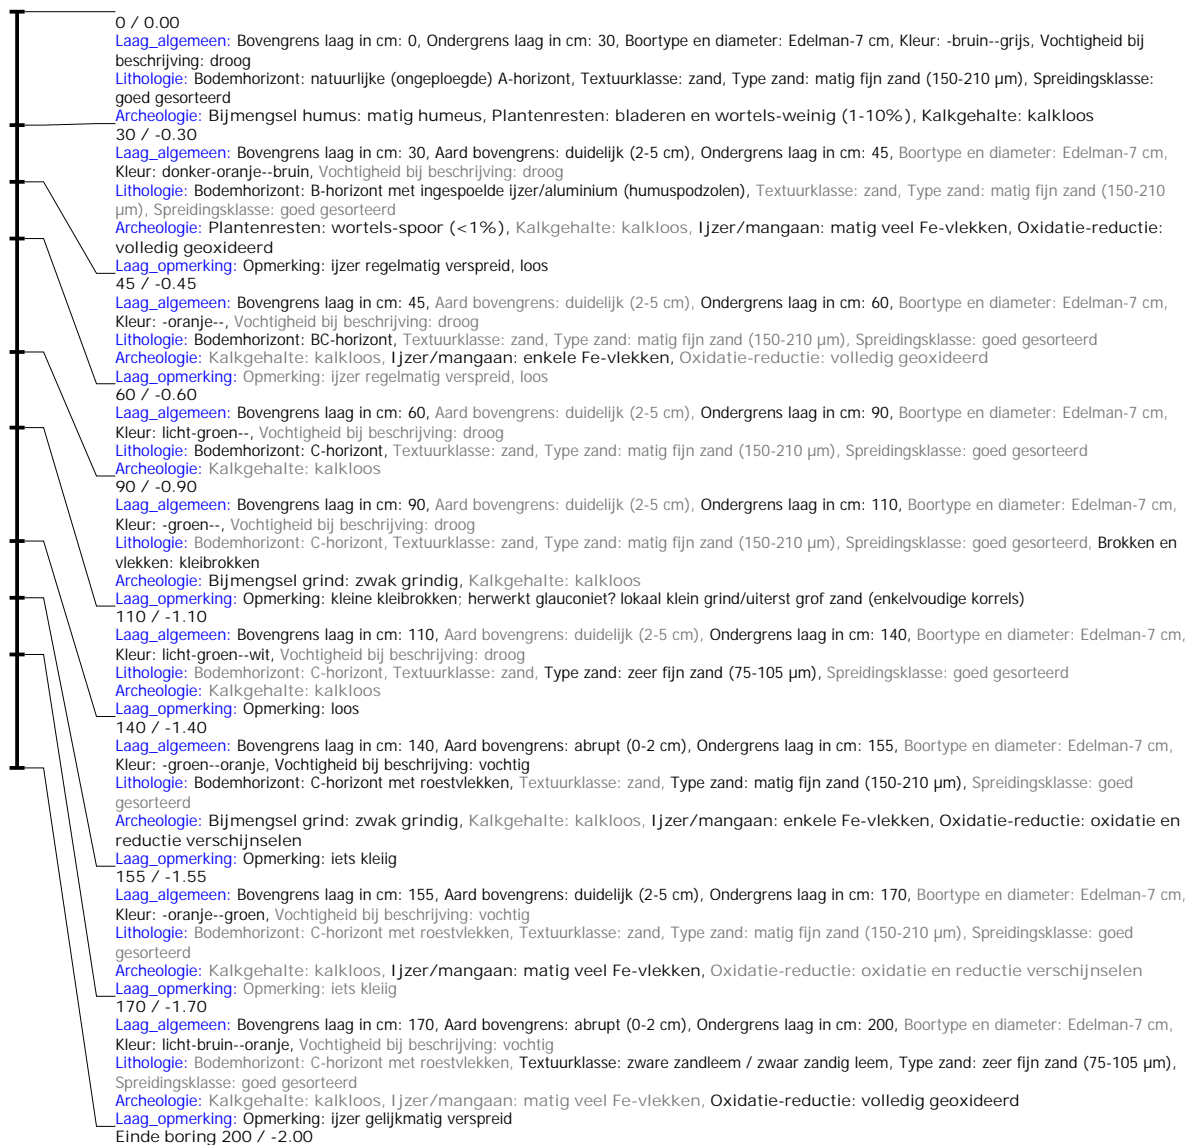 0 / 0.00
Laag_algemeen: Bovengrens laag in cm: 0, Ondergrens laag in cm: 30, Boortype en diameter: Edelman-7 cm, Kleur: -bruin--grijs, Vochtigheid bij
beschrijving: droog
Lithologie: Bodemhorizont: natuurlijke (ongeploegde) A-horizont, Textuurklasse: zand, Type zand: matig fijn zand (150-210 µm), Spreidingsklasse:
goed gesorteerd
Archeologie: Bijmengsel humus: matig humeus, Plantenresten: bladeren en wortels-weinig (1-10%), Kalkgehalte: kalkloos
30 / -0.30
Laag_algemeen: Bovengrens laag in cm: 30, Aard bovengrens: duidelijk (2-5 cm), Ondergrens laag in cm: 45, Boortype en diameter: Edelman-7 cm,
Kleur: donker-oranje--bruin, Vochtigheid bij beschrijving: droog
Lithologie: Bodemhorizont: B-horizont met ingespoelde ijzer/aluminium (humuspodzolen), Textuurklasse: zand, Type zand: matig fijn zand (150-210
µm), Spreidingsklasse: goed gesorteerd
Archeologie: Plantenresten: wortels-spoor (<1%), Kalkgehalte: kalkloos, Ijzer/mangaan: matig veel Fe-vlekken, Oxidatie-reductie:
volledig geoxideerd
Laag_opmerking: Opmerking: ijzer regelmatig verspreid, loos
45 / -0.45
Laag_algemeen: Bovengrens laag in cm: 45, Aard bovengrens: duidelijk (2-5 cm), Ondergrens laag in cm: 60, Boortype en diameter: Edelman-7 cm,
Kleur: -oranje--, Vochtigheid bij beschrijving: droog
Lithologie: Bodemhorizont: BC-horizont, Textuurklasse: zand, Type zand: matig fijn zand (150-210 µm), Spreidingsklasse: goed gesorteerd
Archeologie: Kalkgehalte: kalkloos, Ijzer/mangaan: enkele Fe-vlekken, Oxidatie-reductie: volledig geoxideerd
Laag_opmerking: Opmerking: ijzer regelmatig verspreid, loos
60 / -0.60
Laag_algemeen: Bovengrens laag in cm: 60, Aard bovengrens: duidelijk (2-5 cm), Ondergrens laag in cm: 90, Boortype en diameter: Edelman-7 cm,
Kleur: licht-groen--, Vochtigheid bij beschrijving: droog
Lithologie: Bodemhorizont: C-horizont, Textuurklasse: zand, Type zand: matig fijn zand (150-210 µm), Spreidingsklasse: goed gesorteerd
Archeologie: Kalkgehalte: kalkloos
90 / -0.90
Laag_algemeen: Bovengrens laag in cm: 90, Aard bovengrens: duidelijk (2-5 cm), Ondergrens laag in cm: 110, Boortype en diameter: Edelman-7 cm,
Kleur: -groen--, Vochtigheid bij beschrijving: droog
Lithologie: Bodemhorizont: C-horizont, Textuurklasse: zand, Type zand: matig fijn zand (150-210 µm), Spreidingsklasse: goed gesorteerd, Brokken en
vlekken: kleibrokken
Archeologie: Bijmengsel grind: zwak grindig, Kalkgehalte: kalkloos
Laag_opmerking: Opmerking: kleine kleibrokken; herwerkt glauconiet? lokaal klein grind/uiterst grof zand (enkelvoudige korrels)
110 / -1.10
Laag_algemeen: Bovengrens laag in cm: 110, Aard bovengrens: duidelijk (2-5 cm), Ondergrens laag in cm: 140, Boortype en diameter: Edelman-7 cm,
Kleur: licht-groen--wit, Vochtigheid bij beschrijving: droog
Lithologie: Bodemhorizont: C-horizont, Textuurklasse: zand, Type zand: zeer fijn zand (75-105 µm), Spreidingsklasse: goed gesorteerd
Archeologie: Kalkgehalte: kalkloos
Laag_opmerking: Opmerking: loos
140 / -1.40
Laag_algemeen: Bovengrens laag in cm: 140, Aard bovengrens: abrupt (0-2 cm), Ondergrens laag in cm: 155, Boortype en diameter: Edelman-7 cm,
Kleur: -groen--oranje, Vochtigheid bij beschrijving: vochtig
Lithologie: Bodemhorizont: C-horizont met roestvlekken, Textuurklasse: zand, Type zand: matig fijn zand (150-210 µm), Spreidingsklasse: goed
gesorteerd
Archeologie: Bijmengsel grind: zwak grindig, Kalkgehalte: kalkloos, Ijzer/mangaan: enkele Fe-vlekken, Oxidatie-reductie: oxidatie en
reductie verschijnselen
Laag_opmerking: Opmerking: iets kleiig
155 / -1.55
Laag_algemeen: Bovengrens laag in cm: 155, Aard bovengrens: duidelijk (2-5 cm), Ondergrens laag in cm: 170, Boortype en diameter: Edelman-7 cm,
Kleur: -oranje--groen, Vochtigheid bij beschrijving: vochtig
Lithologie: Bodemhorizont: C-horizont met roestvlekken, Textuurklasse: zand, Type zand: matig fijn zand (150-210 µm), Spreidingsklasse: goed
gesorteerd
Archeologie: Kalkgehalte: kalkloos, Ijzer/mangaan: matig veel Fe-vlekken, Oxidatie-reductie: oxidatie en reductie verschijnselen
Laag_opmerking: Opmerking: iets kleiig
170 / -1.70
Laag_algemeen: Bovengrens laag in cm: 170, Aard bovengrens: abrupt (0-2 cm), Ondergrens laag in cm: 200, Boortype en diameter: Edelman-7 cm,
Kleur: licht-bruin--oranje, Vochtigheid bij beschrijving: vochtig
Lithologie: Bodemhorizont: C-horizont met roestvlekken, Textuurklasse: zware zandleem / zwaar zandig leem, Type zand: zeer fijn zand (75-105 µm),
Spreidingsklasse: goed gesorteerd
Archeologie: Kalkgehalte: kalkloos, Ijzer/mangaan: matig veel Fe-vlekken, Oxidatie-reductie: volledig geoxideerd
Laag_opmerking: Opmerking: ijzer gelijkmatig verspreid
Einde boring 200 / -2.00